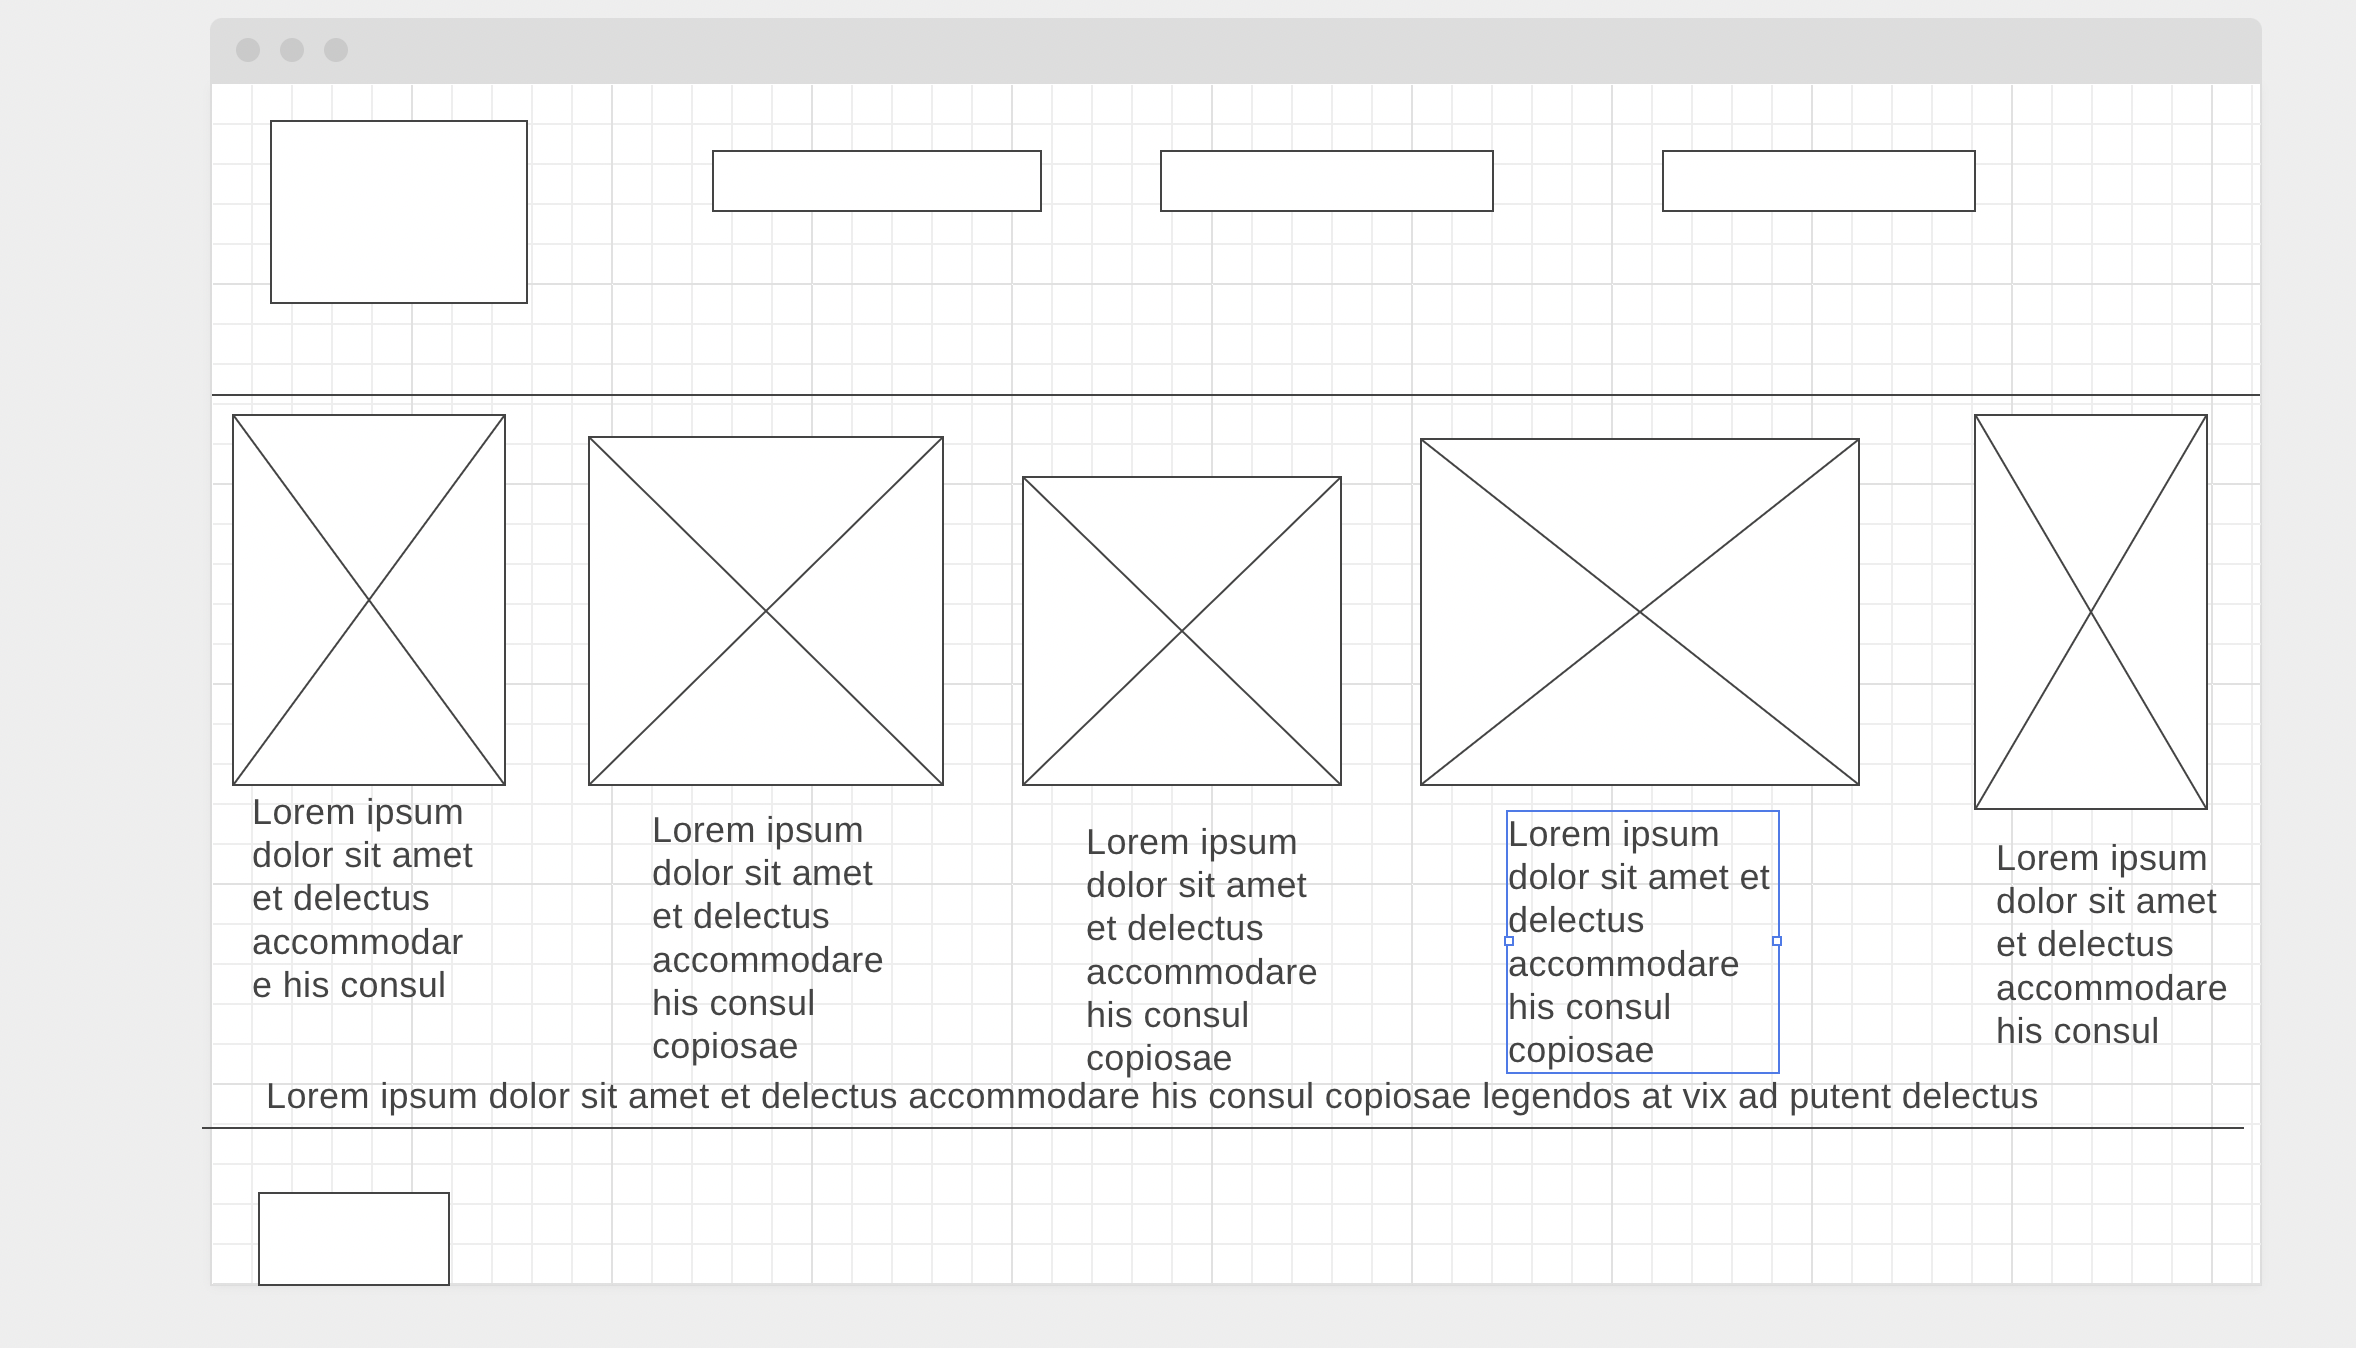 Lorem ipsum
dolor sit amet
et delectus
accommodar
e his consul
Lorem ipsum
dolor sit amet
et delectus
accommodare
his consul
copiosae
Lorem ipsum
dolor sit amet
et delectus
accommodare
his consul
copiosae
Lorem ipsum
dolor sit amet et
delectus
accommodare
his consul
copiosae
Lorem ipsum
dolor sit amet
et delectus
accommodare
his consul
Lorem ipsum dolor sit amet et delectus accommodare his consul copiosae legendos at vix ad putent delectus